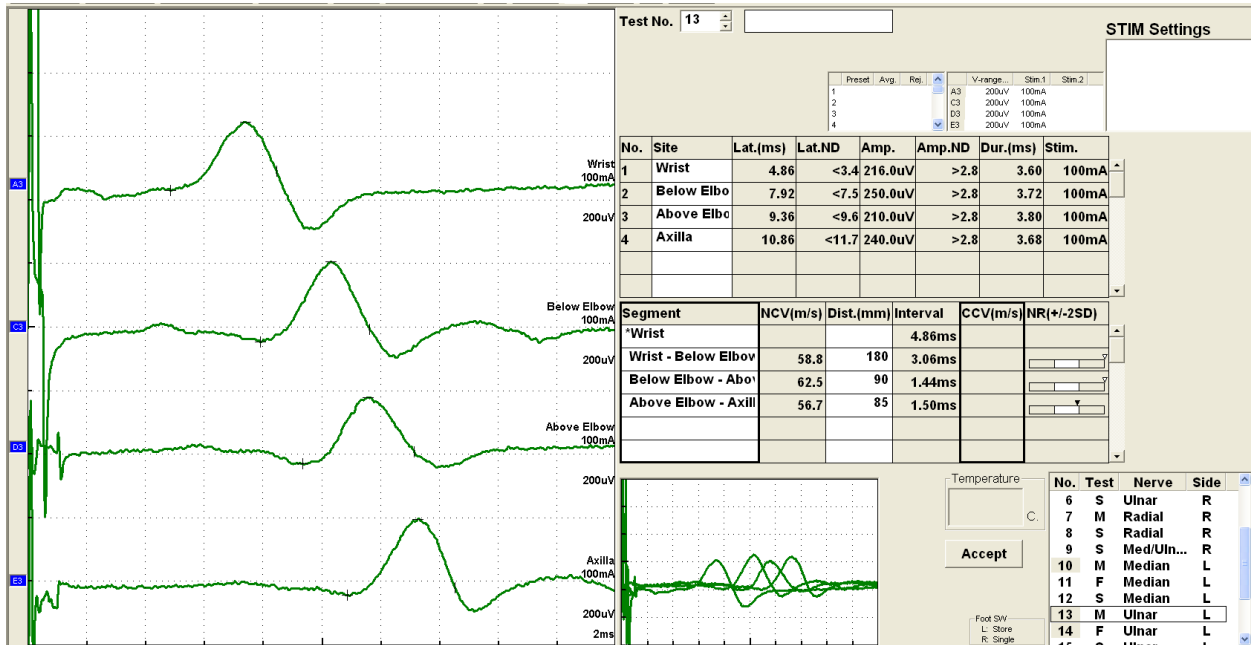 Test No. 13
STIM Settings
Preset Avg. Rej.
1
2
3
4
V-range... Stim.1 Stim.2
A3 200uV 100mA
C3 200uV 100mA
D3 200uV 100mA
E3 200uV 100mA
A3
Wrist
100mA
200uV
C3
Below Elbow
100mA
200uV
D3
Above Elbow
100mA
200uV
E3
Axilla
100mA
200uV
2ms
No. Site Lat.(ms) Lat.ND Amp. Amp.ND Dur.(ms) Stim.
1 Wrist 4.86 <3.4 216.0uV >2.8 3.60 100mA
2 Below Elbo 7.92 <7.5 250.0uV >2.8 3.72 100mA
3 Above Elbo 9.36 <9.6 210.0uV >2.8 3.80 100mA
4 Axilla 10.86 <11.7 240.0uV >2.8 3.68 100mA
Segment NCV(m/s) Dist.(mm) Interval CCV(m/s) NR(+/-2SD)
*Wrist 4.86ms
Wrist - Below Elbow 58.8 180 3.06ms
Below Elbow - Abov 62.5 90 1.44ms
Above Elbow - Axill 56.7 85 1.50ms
Temperature
C.
Accept
Foot SW
L: Store
R: Single
No. Test Nerve Side
6 S Ulnar R
7 M Radial R
8 S Radial R
9 S Med/Uln... R
10 M Median L
11 F Median L
12 S Median L
13 M Ulnar L
14 F Ulnar L
15 S Ulnar L